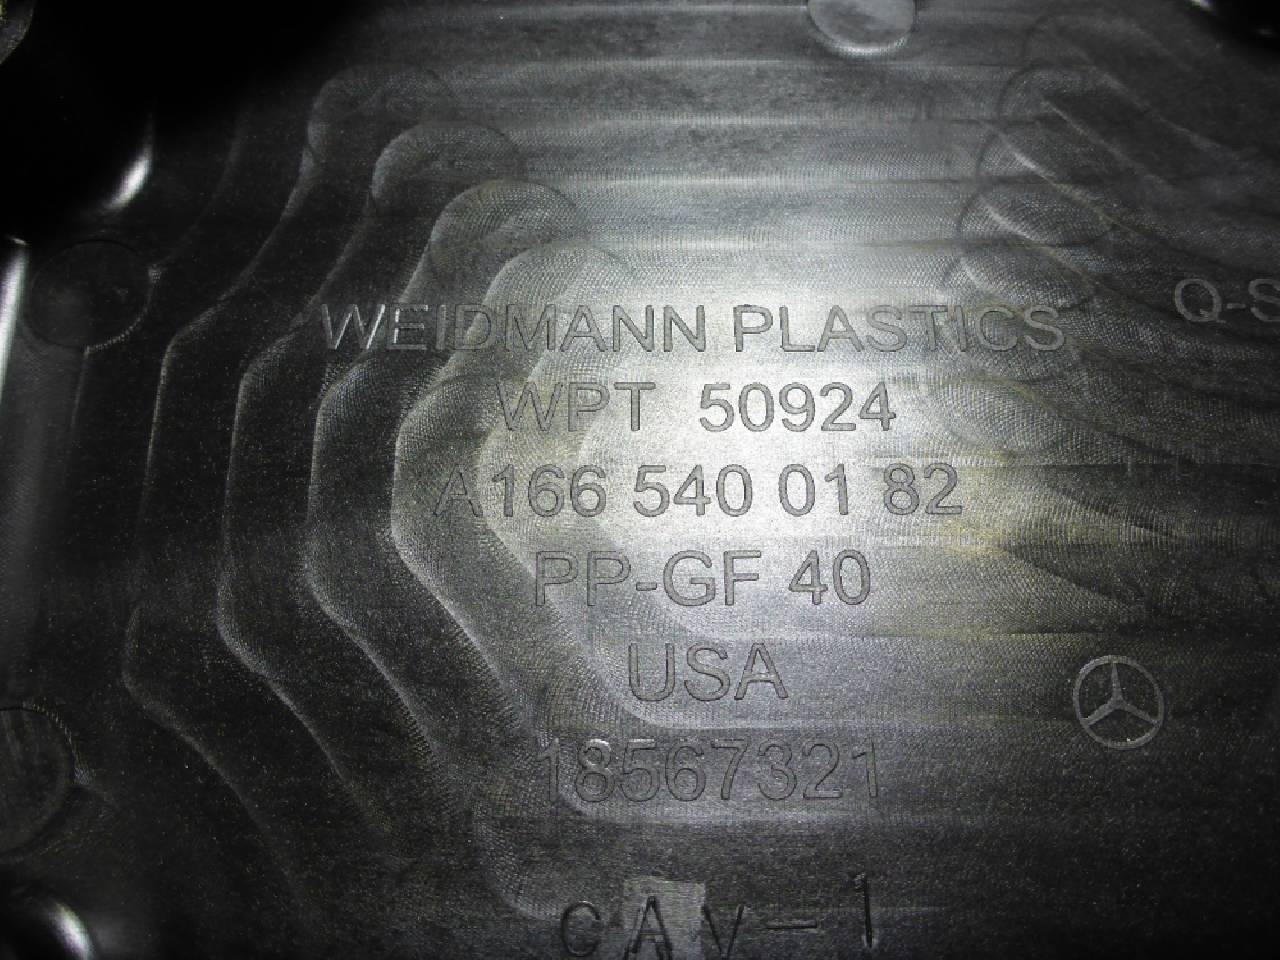 WEIDMANN PLASTICS
Q-S
WPT 50924
A166 540 01 82
PP-GF 40
USA
18567321
CAV-1